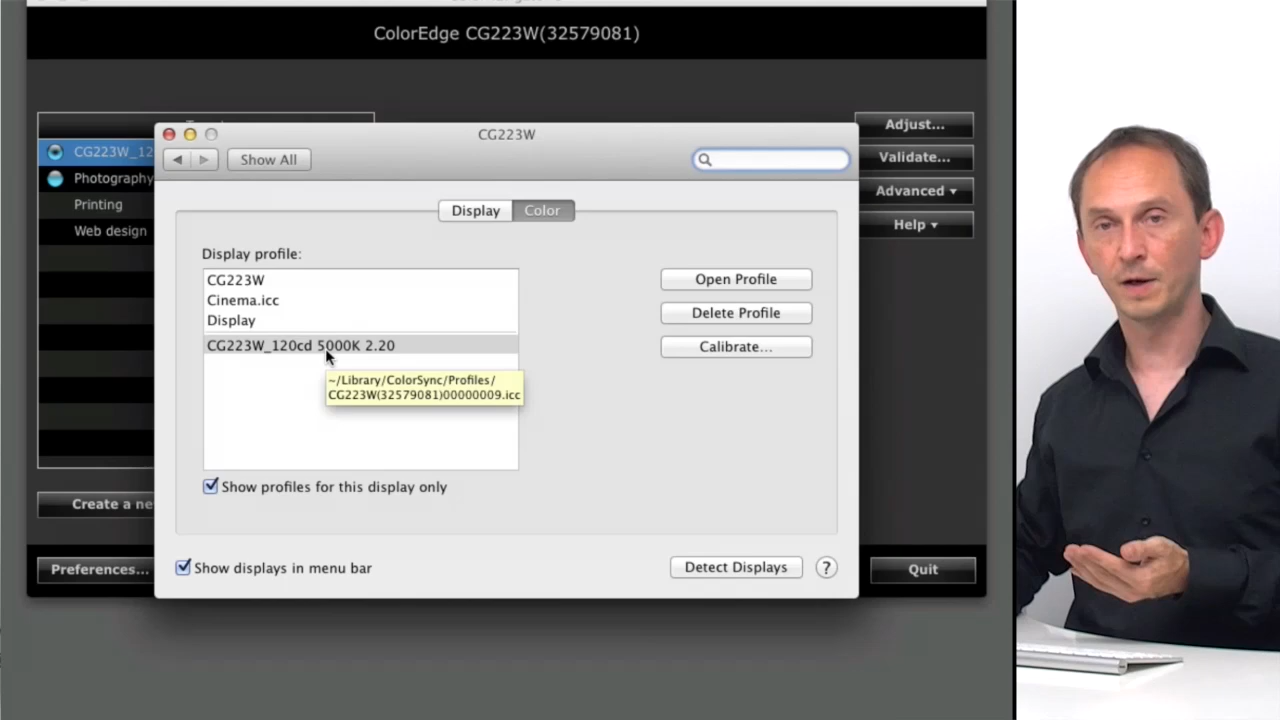 ColorEdge CG223W(32579081)
Adjust...
CG223W
CG223W_12
Show All
Validate...
Photography
Advanced
Printing
Display
Color
Help
Web design
Display profile:
CG223W
Open Profile
Cinema.icc
Display
Delete Profile
CG223W_120cd 5000K 2.20
Calibrate...
~/Library/ColorSync/Profiles/
CG223W(32579081)00000009.icc
Show profiles for this display only
Create a ne
Show displays in menu bar
Detect Displays
?
Preferences...
Quit